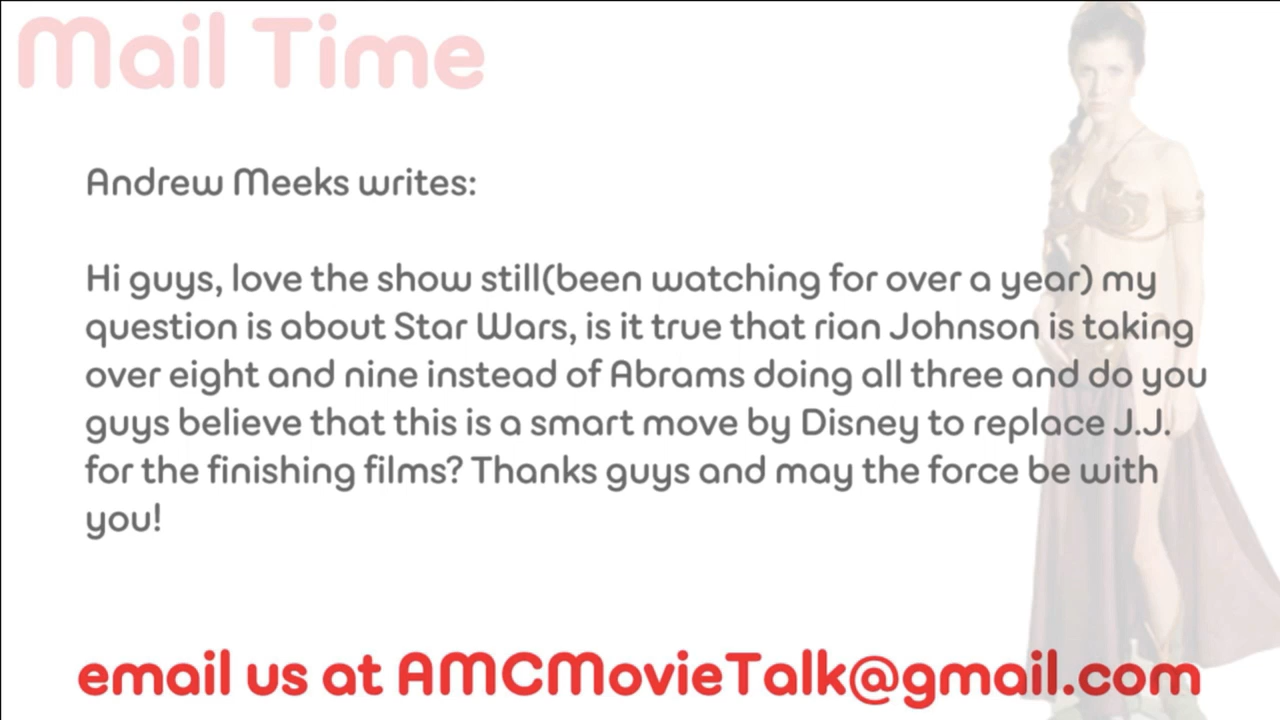 Mail Time
Andrew Meeks writes:
Hi guys, love the show still(been watching for over a year) my
question is about Star Wars, is it true that rian Johnson is taking
over eight and nine instead of Abrams doing all three and do you
guys believe that this is a smart move by Disney to replace J.J.
for the finishing films? Thanks guys and may the force be with
you!
email us at AMCMovieTalk@gmail.com